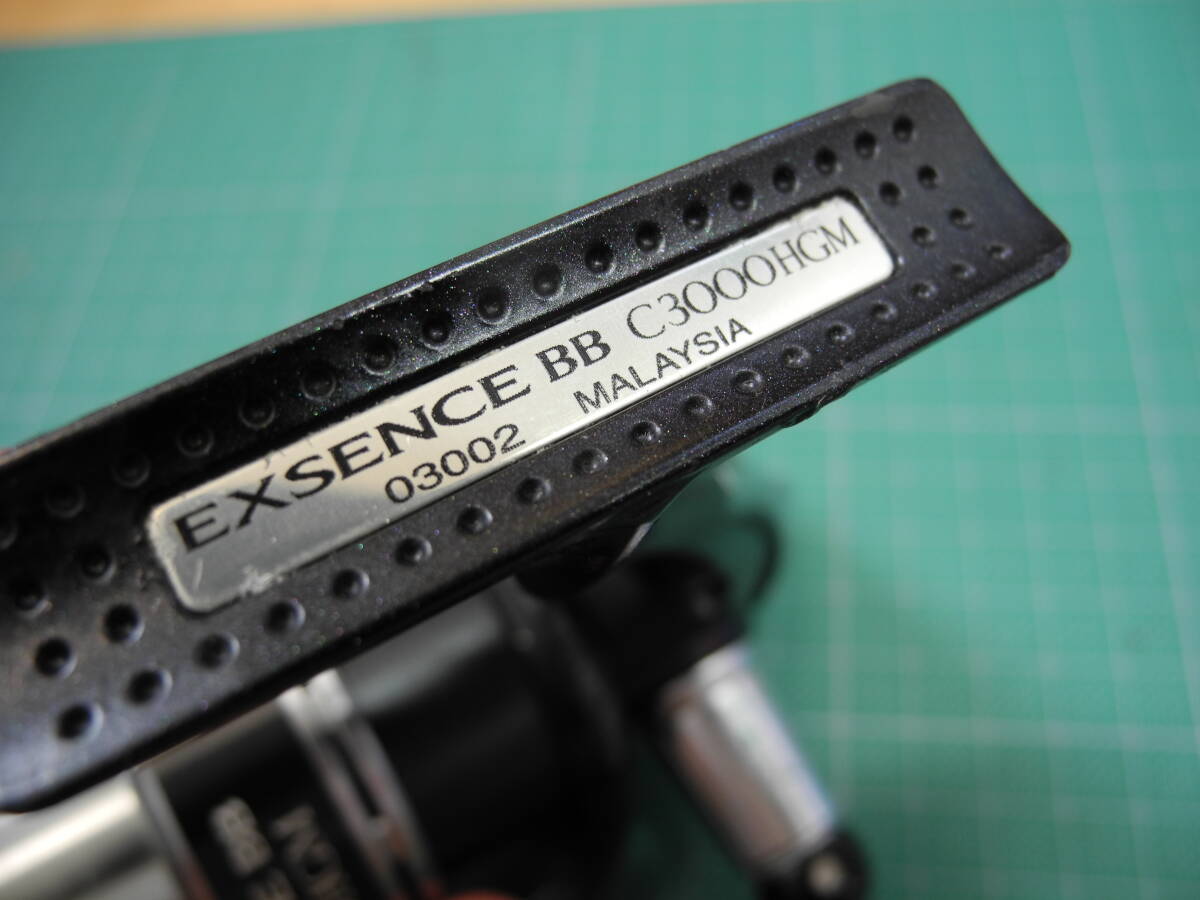 EXSENCE BB C3000HGM
03002 MALAYSIA